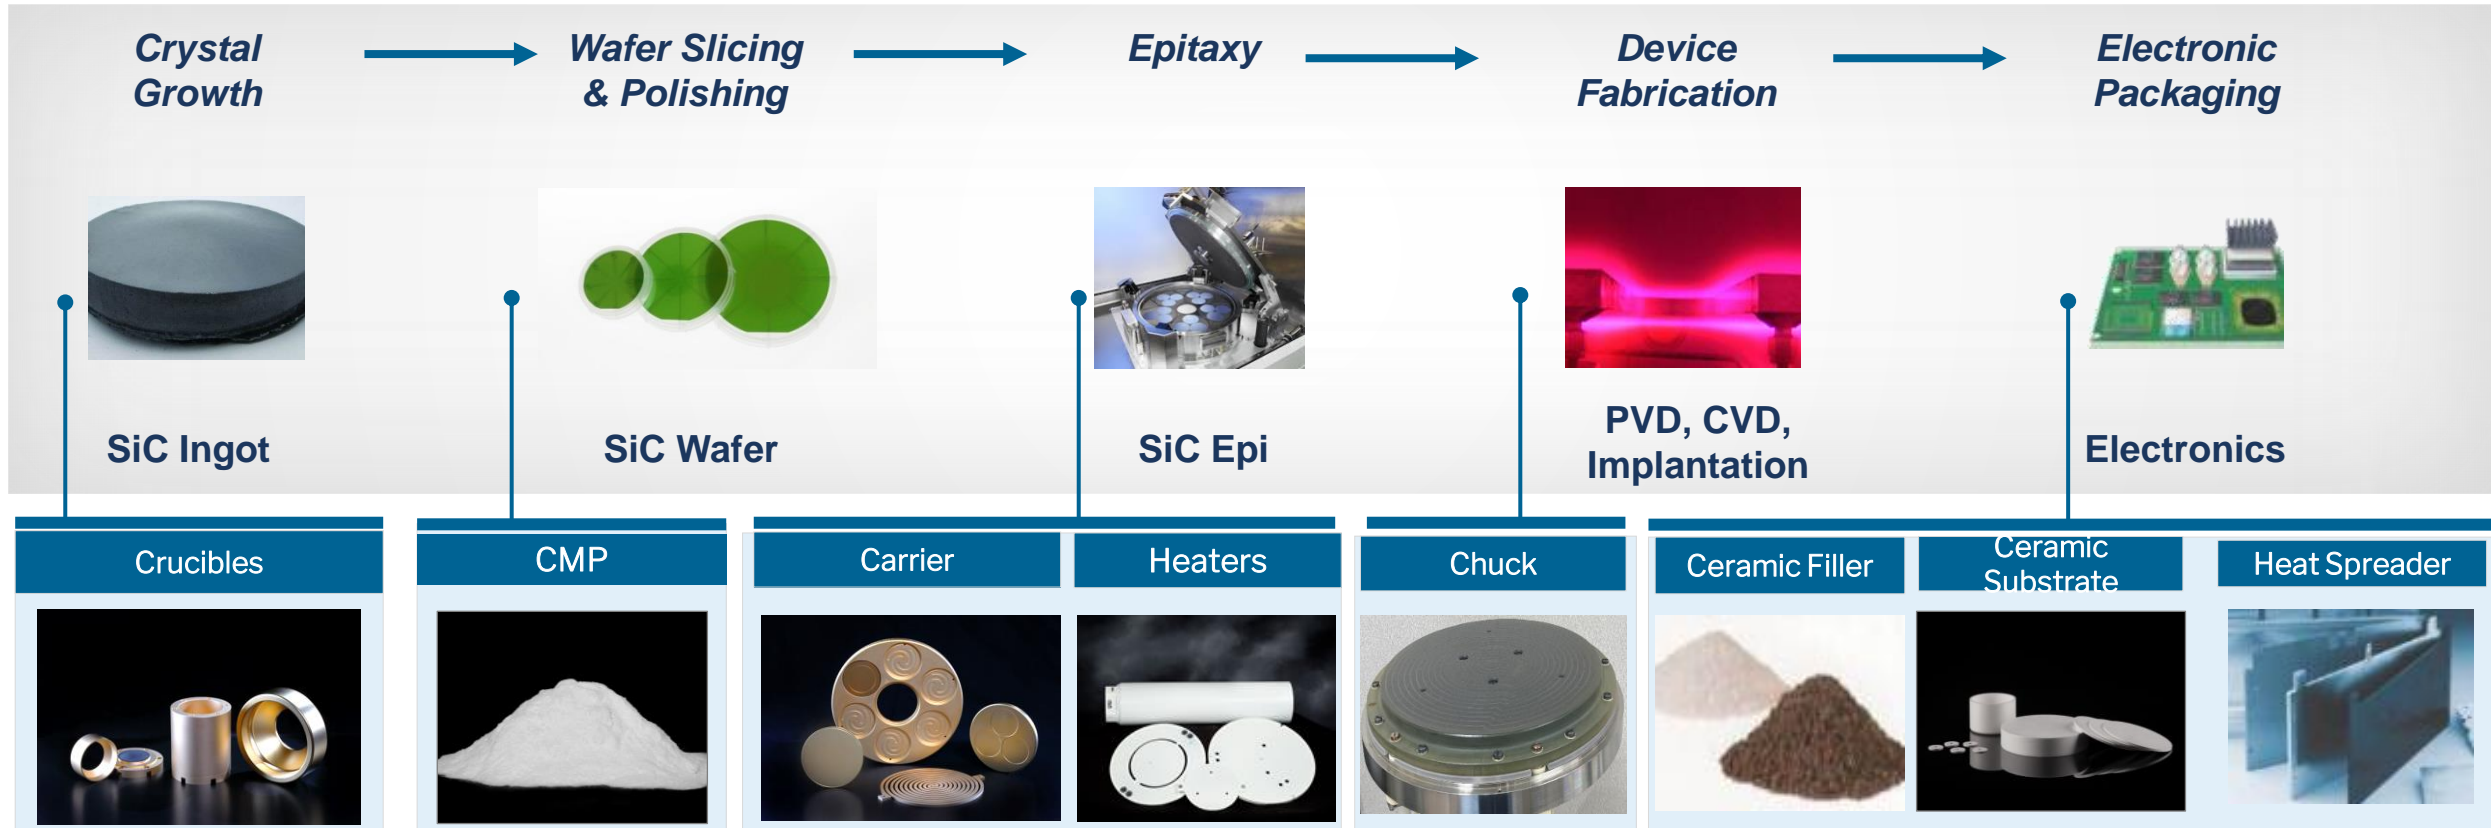 Crystal
Growth
Wafer Slicing
& Polishing
Epitaxy
Device
Fabrication
Electronic
Packaging
SiC Ingot
SiC Wafer
SiC Epi
PVD, CVD,
Implantation
Electronics
Crucibles
CMP
Carrier
Heaters
Chuck
Ceramic Filler
Ceramic
Substrate
Heat Spreader